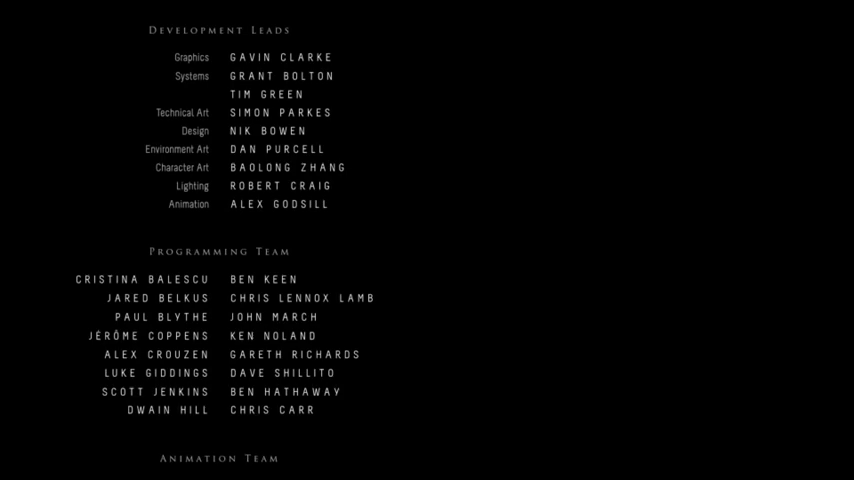 DEVELOPMENT LEADS
Graphics GAVIN CLARKE
Systems GRANT BOLTON
TIM GREEN
Technical Art SIMON PARKES
Design NIK BOWEN
Environment Art DAN PURCELL
Character Art BAOLONG ZHANG
Lighting ROBERT CRAIG
Animation ALEX GODSILL
PROGRAMMING TEAM
CRISTINA BALESCU BEN KEEN
JARED BELKUS CHRIS LENNOX LAMB
PAUL BLYTHE JOHN MARCH
JÉRÔME COPPENS KEN NOLAND
ALEX CROUZEN GARETH RICHARDS
LUKE GIDDINGS DAVE SHILLITO
SCOTT JENKINS BEN HATHAWAY
DWAIN HILL CHRIS CARR
ANIMATION TEAM